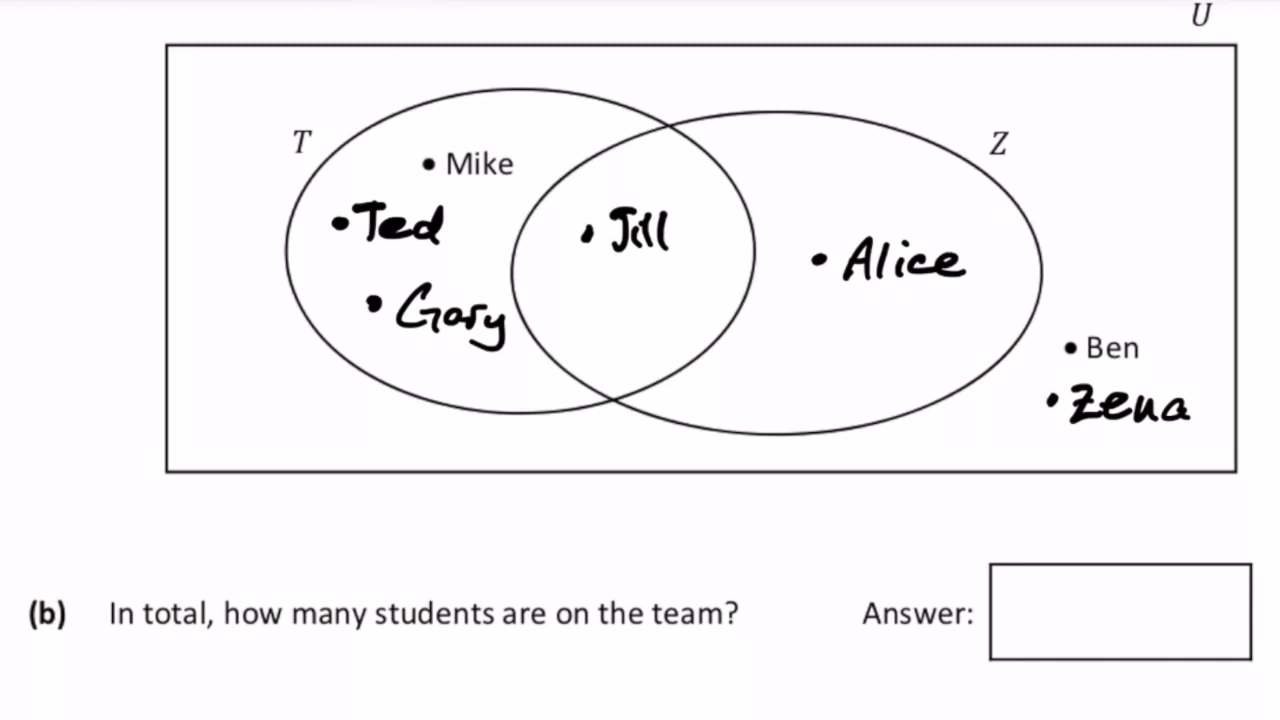 U
T
Z
• Mike
• Ted
• Jill
• Alice
• Gary
• Ben
• Zena
(b) In total, how many students are on the team? Answer: